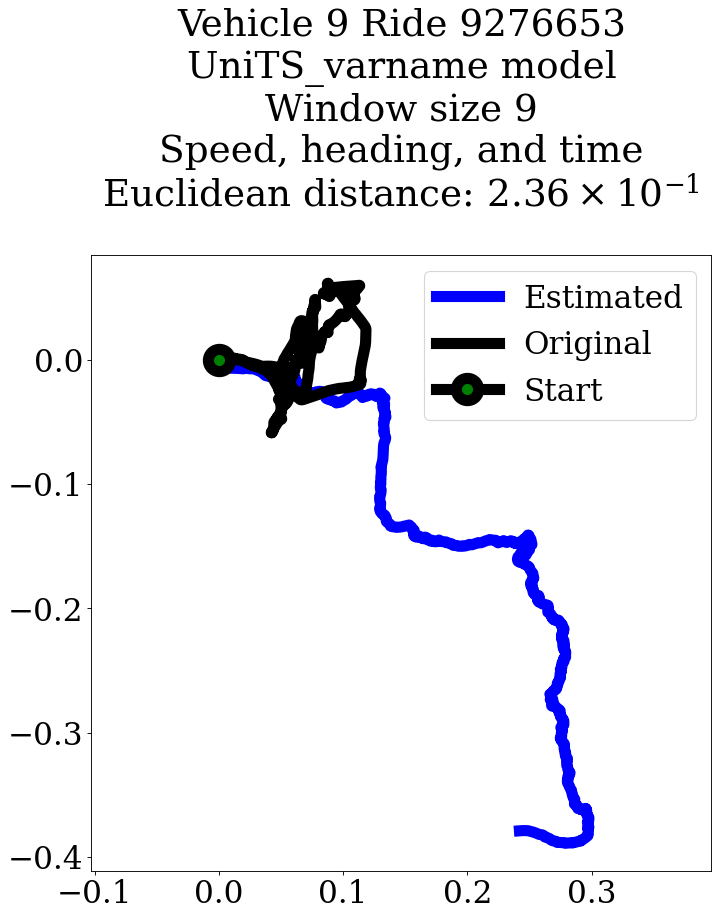 Vehicle 9 Ride 9276653
UniTS_varname model
Window size 9
Speed, heading, and time
Euclidean distance: 2.36 × 10⁻¹
Estimated
Original
Start
0.0
−0.1
−0.2
−0.3
−0.4
−0.1 0.0 0.1 0.2 0.3